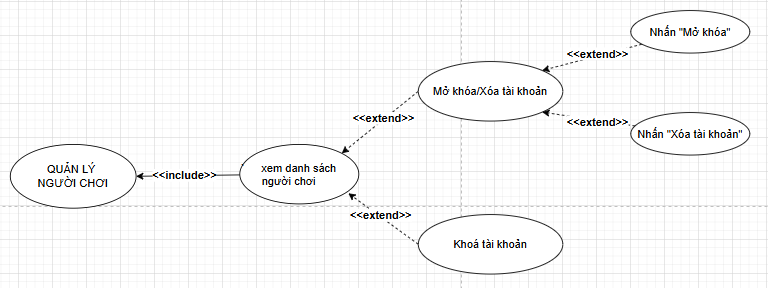 Nhấn "Mở khóa"
<<extend>>
Mở khóa/Xóa tài khoản
<<extend>>
<<extend>>
Nhấn "Xóa tài khoản"
QUẢN LÝ
NGƯỜI CHƠI
<<include>>
xem danh sách
người chơi
<<extend>>
Khoá tài khoản